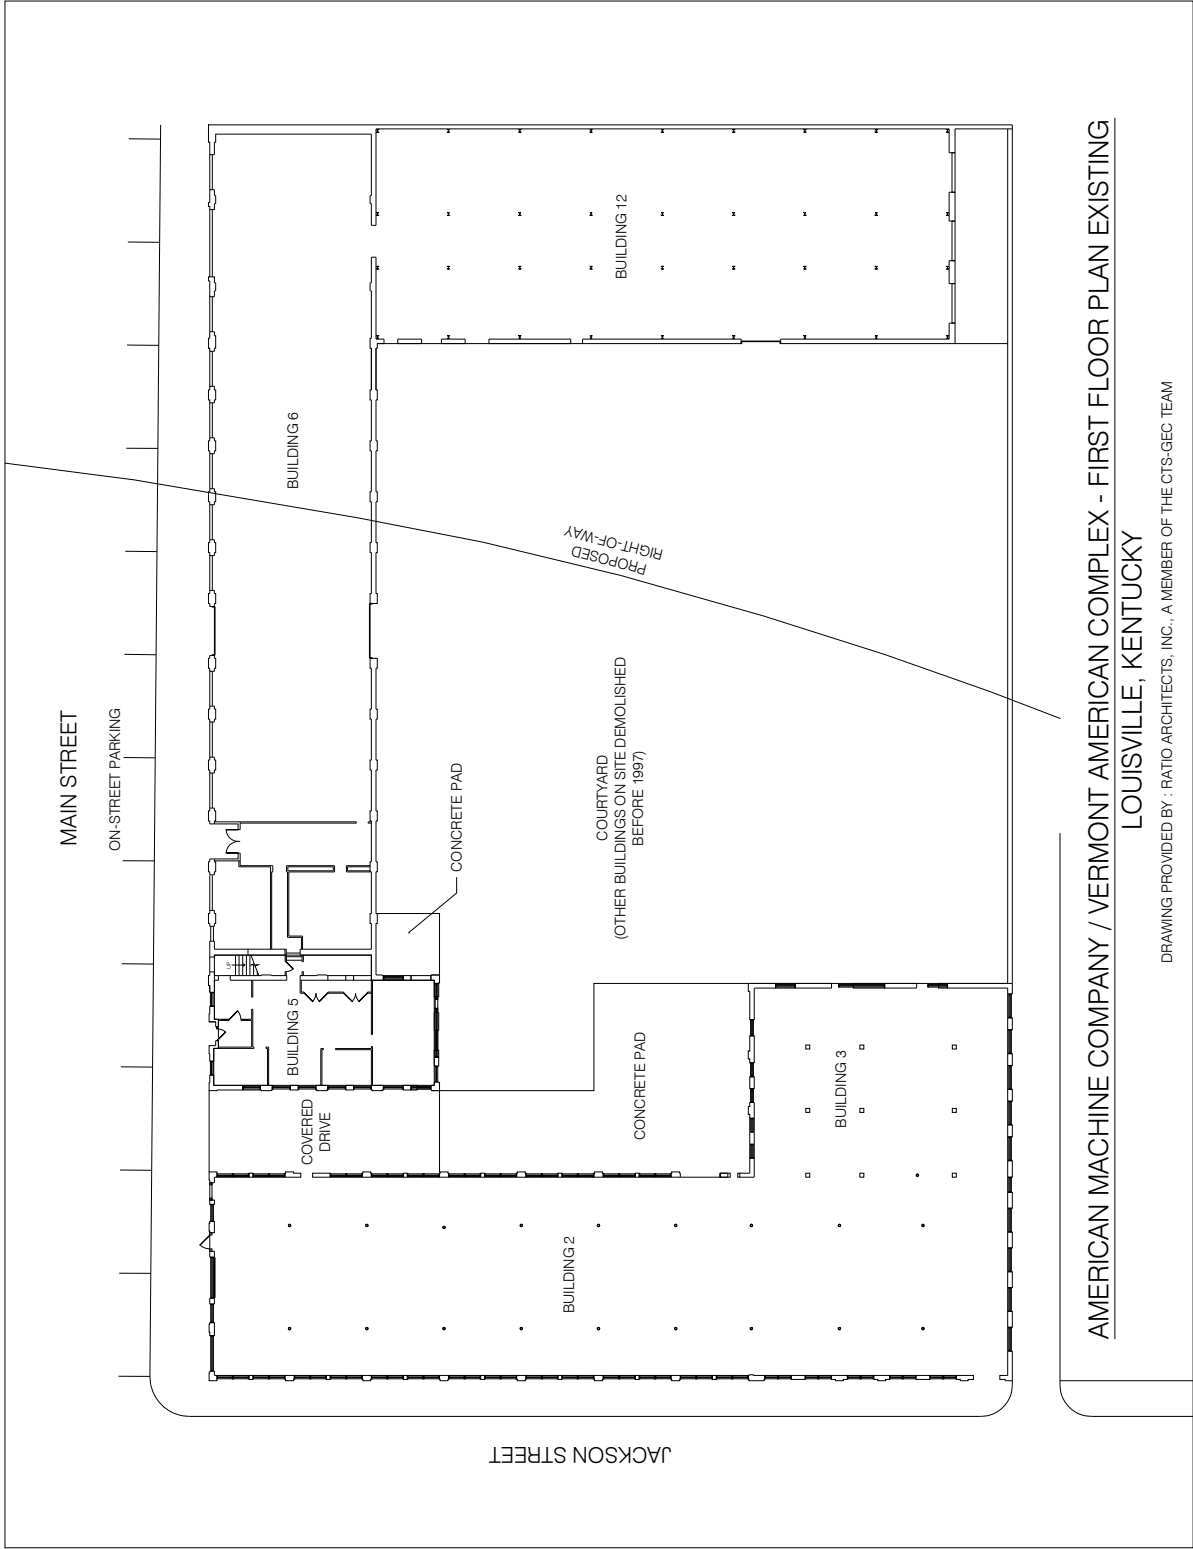 MAIN STREET
ON-STREET PARKING
BUILDING 6
BUILDING 12
PROPOSED
RIGHT-OF-WAY
UP
BUILDING 5
CONCRETE PAD
COURTYARD
(OTHER BUILDINGS ON SITE DEMOLISHED
BEFORE 1997)
COVERED
DRIVE
CONCRETE PAD
BUILDING 3
BUILDING 2
JACKSON STREET
AMERICAN MACHINE COMPANY / VERMONT AMERICAN COMPLEX - FIRST FLOOR PLAN EXISTING
LOUISVILLE, KENTUCKY
DRAWING PROVIDED BY : RATIO ARCHITECTS, INC., A MEMBER OF THE CTS-GEC TEAM